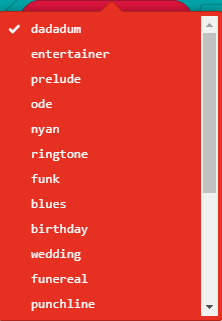 dadadum
entertainer
prelude
ode
nyan
ringtone
funk
blues
birthday
wedding
funereal
punchline